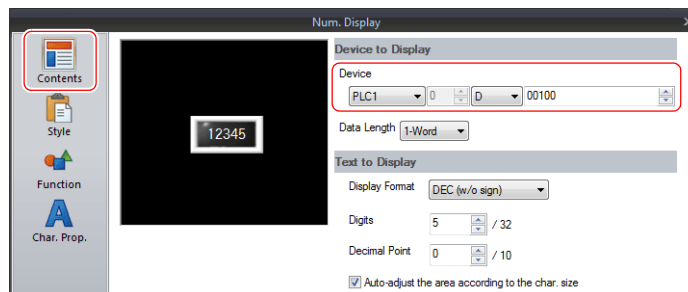 Num. Display
Contents
Style
Function
Char. Prop.
12345
Device to Display
Device
PLC1 0 D 00100
Data Length 1-Word
Text to Display
Display Format DEC (w/o sign)
Digits 5 / 32
Decimal Point 0 / 10
Auto-adjust the area according to the char. size